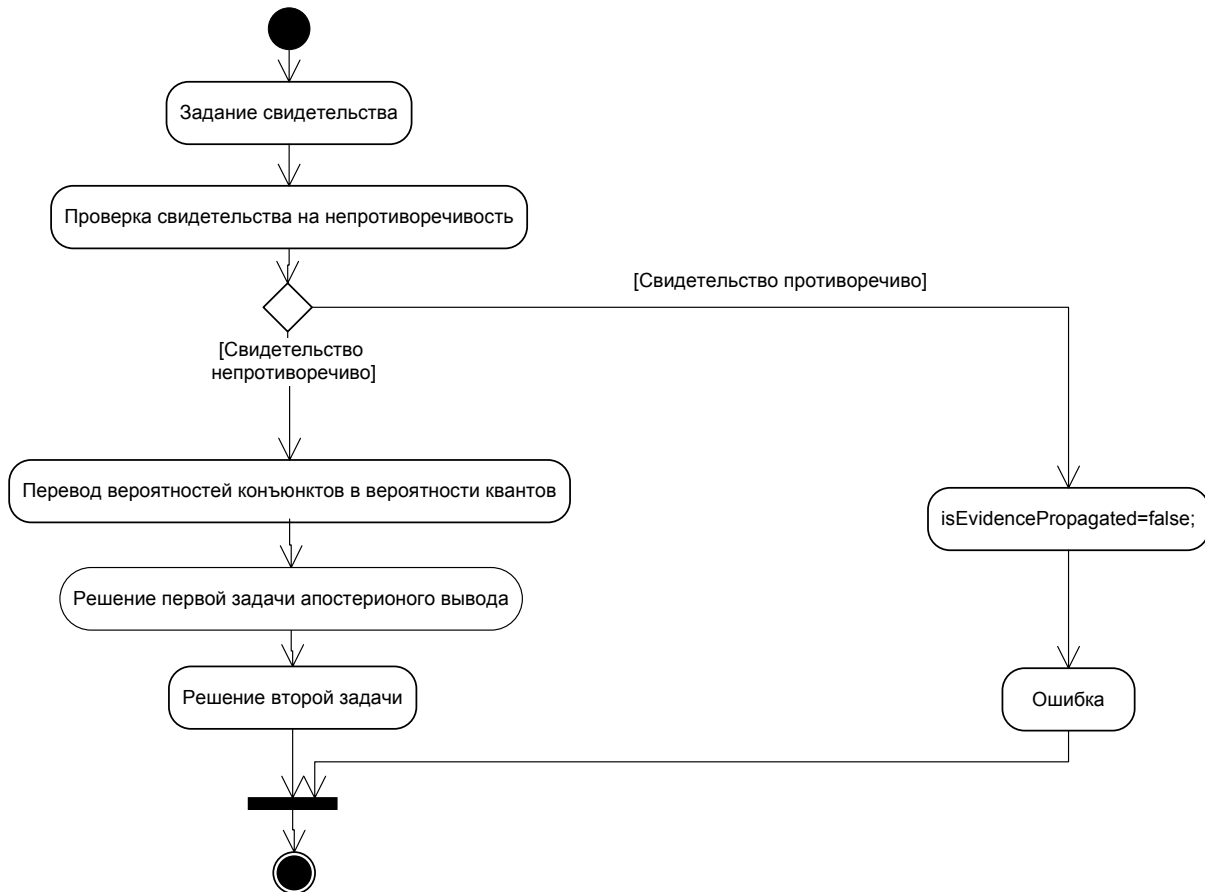 Задание свидетельства
Проверка свидетельства на непротиворечивость
[Свидетельство противоречиво]
[Свидетельство
непротиворечиво]
Перевод вероятностей конъюнктов в вероятности квантов
isEvidencePropagated=false;
Решение первой задачи апостерионого вывода
Решение второй задачи
Ошибка